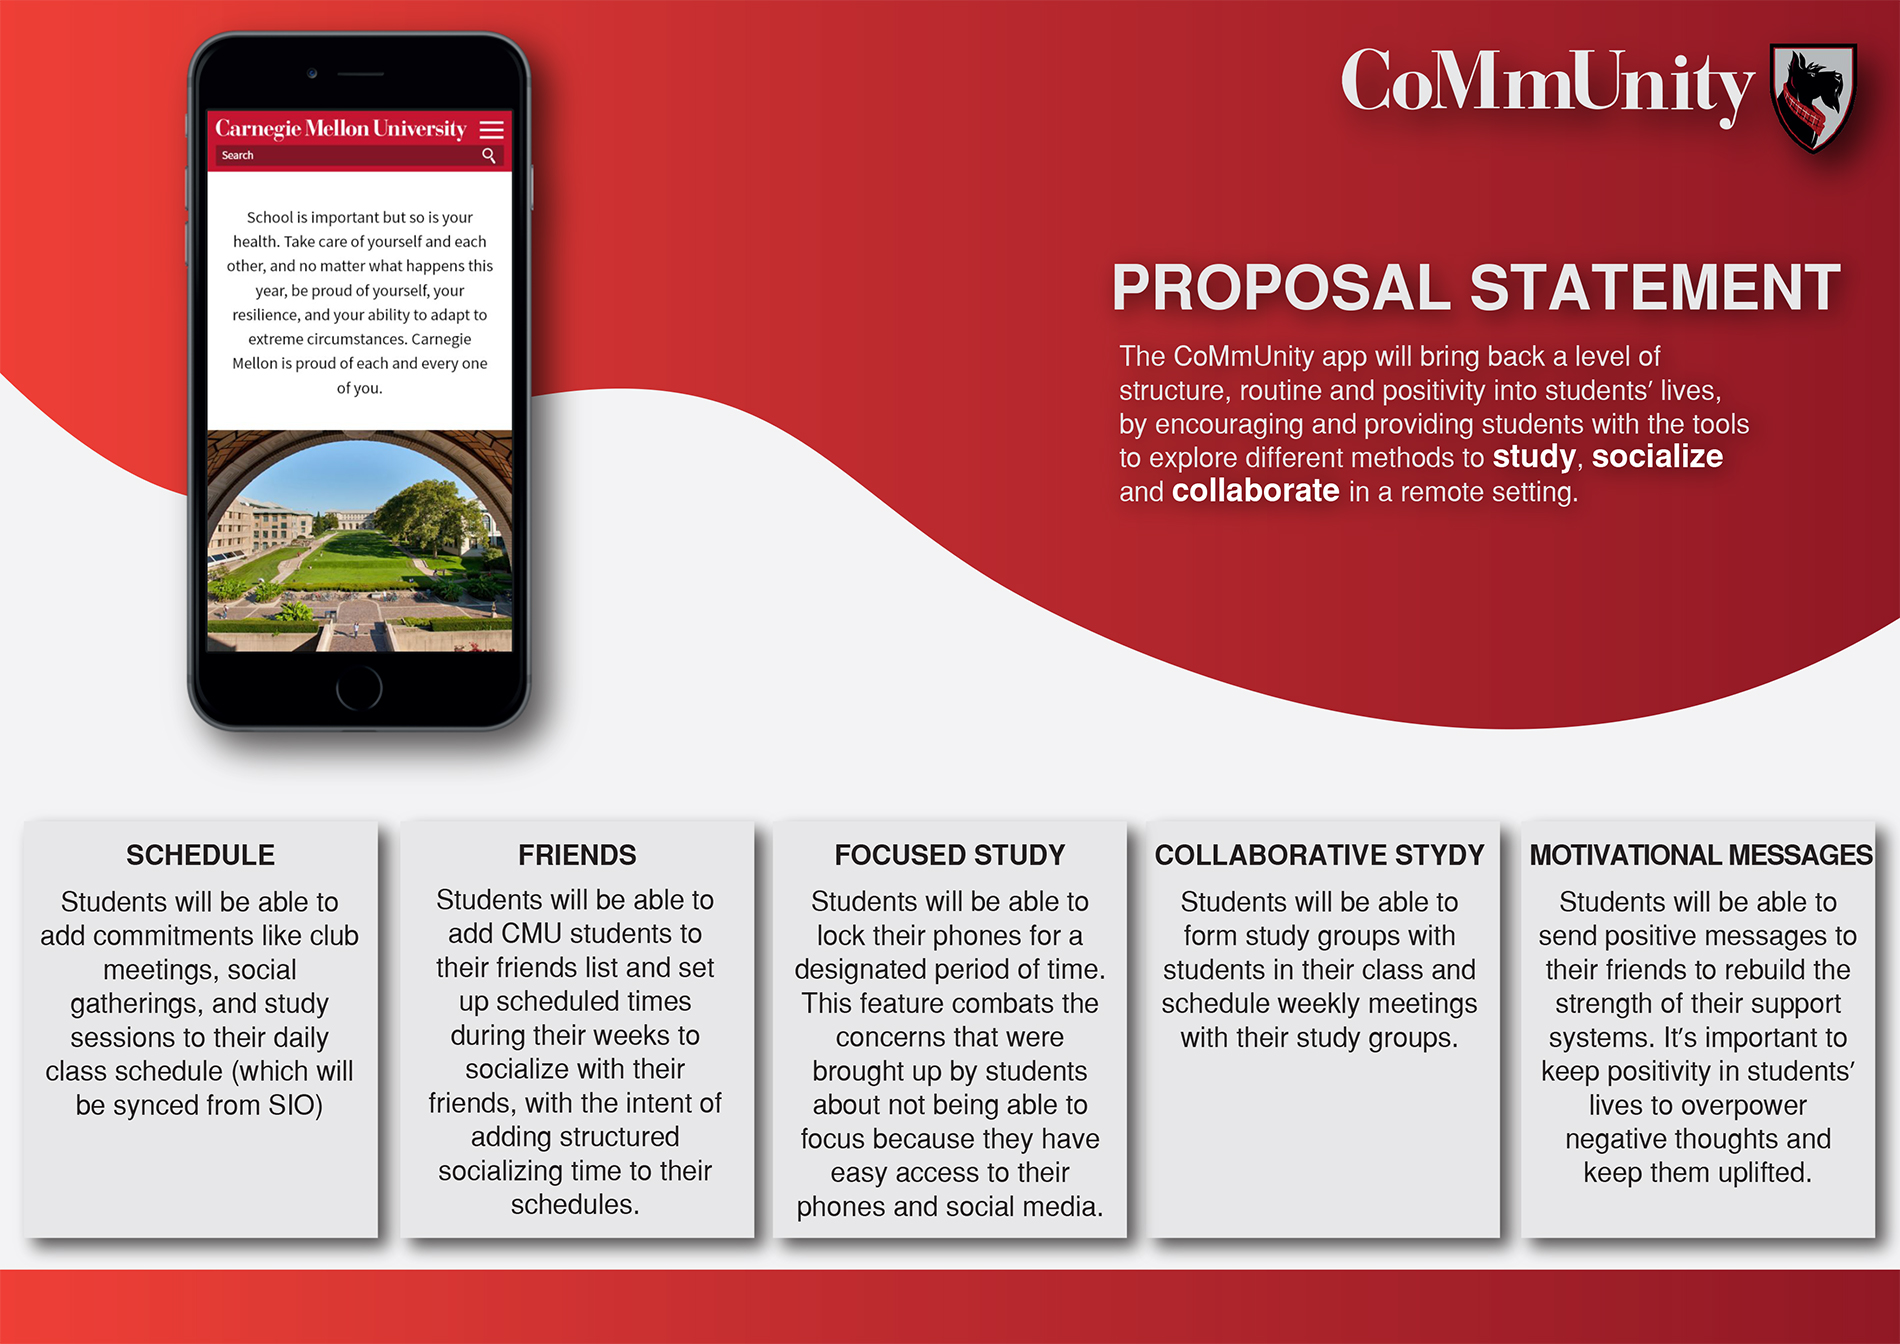 Carnegie Mellon University
Search
School is important but so is your
health. Take care of yourself and each
other, and no matter what happens this
year, be proud of yourself, your
resilience, and your ability to adapt to
extreme circumstances. Carnegie
Mellon is proud of each and every one
of you.
CoMmUnity
PROPOSAL STATEMENT
The CoMmUnity app will bring back a level of
structure, routine and positivity into students’ lives,
by encouraging and providing students with the tools
to explore different methods to study, socialize
and collaborate in a remote setting.
SCHEDULE
Students will be able to
add commitments like club
meetings, social
gatherings, and study
sessions to their daily
class schedule (which will
be synced from SIO)
FRIENDS
Students will be able to
add CMU students to
their friends list and set
up scheduled times
during their weeks to
socialize with their
friends, with the intent of
adding structured
socializing time to their
schedules.
FOCUSED STUDY
Students will be able to
lock their phones for a
designated period of time.
This feature combats the
concerns that were
brought up by students
about not being able to
focus because they have
easy access to their
phones and social media.
COLLABORATIVE STYDY
Students will be able to
form study groups with
students in their class and
schedule weekly meetings
with their study groups.
MOTIVATIONAL MESSAGES
Students will be able to
send positive messages to
their friends to rebuild the
strength of their support
systems. It’s important to
keep positivity in students’
lives to overpower
negative thoughts and
keep them uplifted.